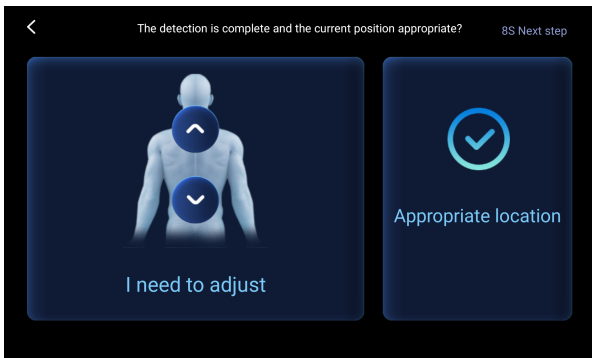 The detection is complete and the current position appropriate?
8S Next step
I need to adjust
Appropriate location